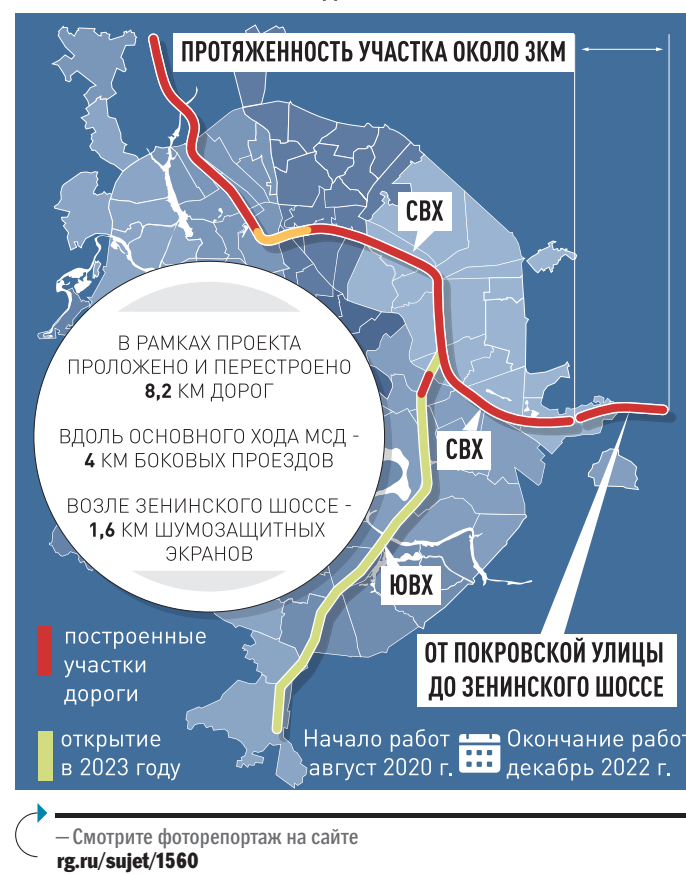 ПРОТЯЖЕННОСТЬ УЧАСТКА ОКОЛО 3КМ
СВХ
В РАМКАХ ПРОЕКТА
ПРОЛОЖЕНО И ПЕРЕСТРОЕНО
8,2 КМ ДОРОГ
ВДОЛЬ ОСНОВНОГО ХОДА МСД -
4 КМ БОКОВЫХ ПРОЕЗДОВ
ВОЗЛЕ ЗЕНИНСКОГО ШОССЕ -
1,6 КМ ШУМОЗАЩИТНЫХ
ЭКРАНОВ
СВХ
ЮВХ
ОТ ПОКРОВСКОЙ УЛИЦЫ
ДО ЗЕНИНСКОГО ШОССЕ
построенные
участки
дороги
открытие
в 2023 году
Начало работ
август 2020 г.
Окончание работ
декабрь 2022 г.
— Смотрите фоторепортаж на сайте
rg.ru/sujet/1560